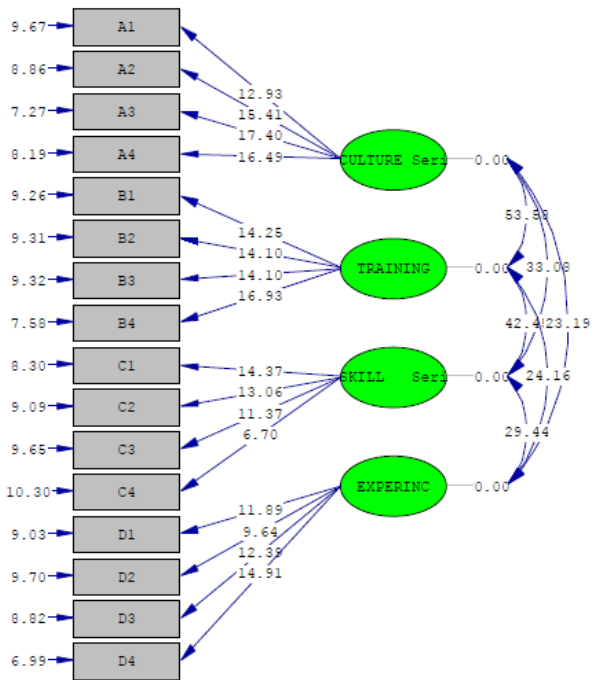 9.67 A1
8.86 A2
12.93
7.27 A3
15.41
17.40
8.19 A4
16.49
CULTURE Seri 0.00
9.26 B1
53.53
9.31 B2
14.25
14.10
9.32 B3
14.10
TRAINING 0.00
33.08
16.93
7.58 B4
42.4 23.19
8.30 C1
14.37
SKILL Seri 0.00
24.16
9.09 C2
13.06
11.37
9.65 C3
6.70
29.44
10.30 C4
EXPERINC 0.00
9.03 D1
11.89
9.64
9.70 D2
12.39
14.91
8.82 D3
6.99 D4